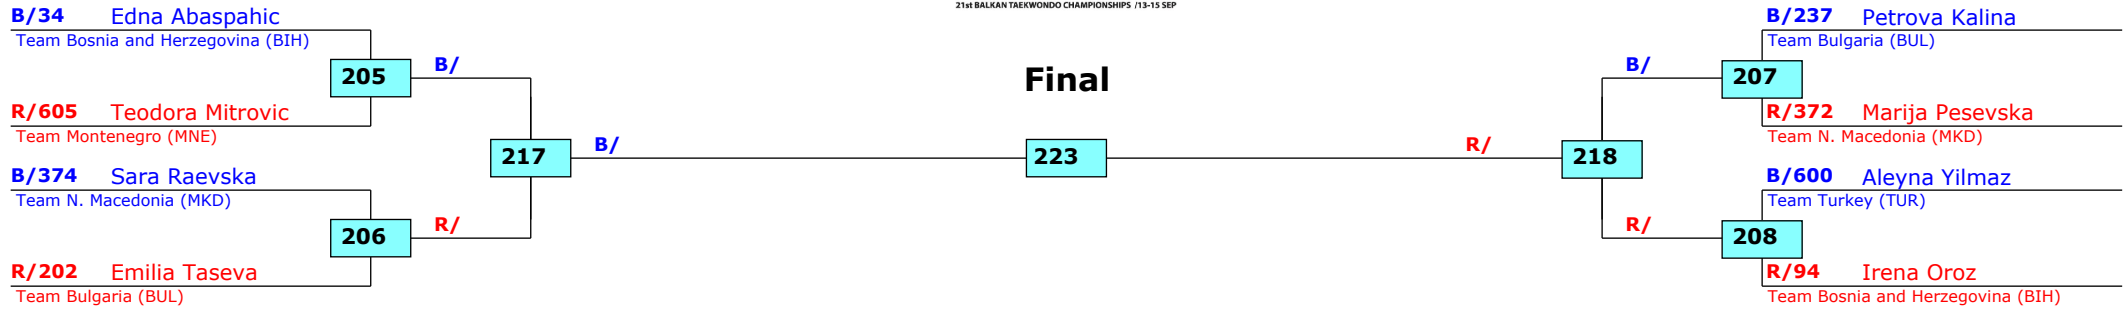 21st BALKAN TAEKWONDO CHAMPIONSHIPS /13-15 SEP
B/34 Edna Abaspahic
Team Bosnia and Herzegovina (BIH)
205
B/
R/605 Teodora Mitrovic
Team Montenegro (MNE)
217
B/
B/374 Sara Raevska
Team N. Macedonia (MKD)
206
R/
R/202 Emilia Taseva
Team Bulgaria (BUL)
Final
223
B/237 Petrova Kalina
Team Bulgaria (BUL)
B/
207
R/372 Marija Pesevska
Team N. Macedonia (MKD)
R/
218
B/600 Aleyna Yilmaz
Team Turkey (TUR)
R/
208
R/94 Irena Oroz
Team Bosnia and Herzegovina (BIH)